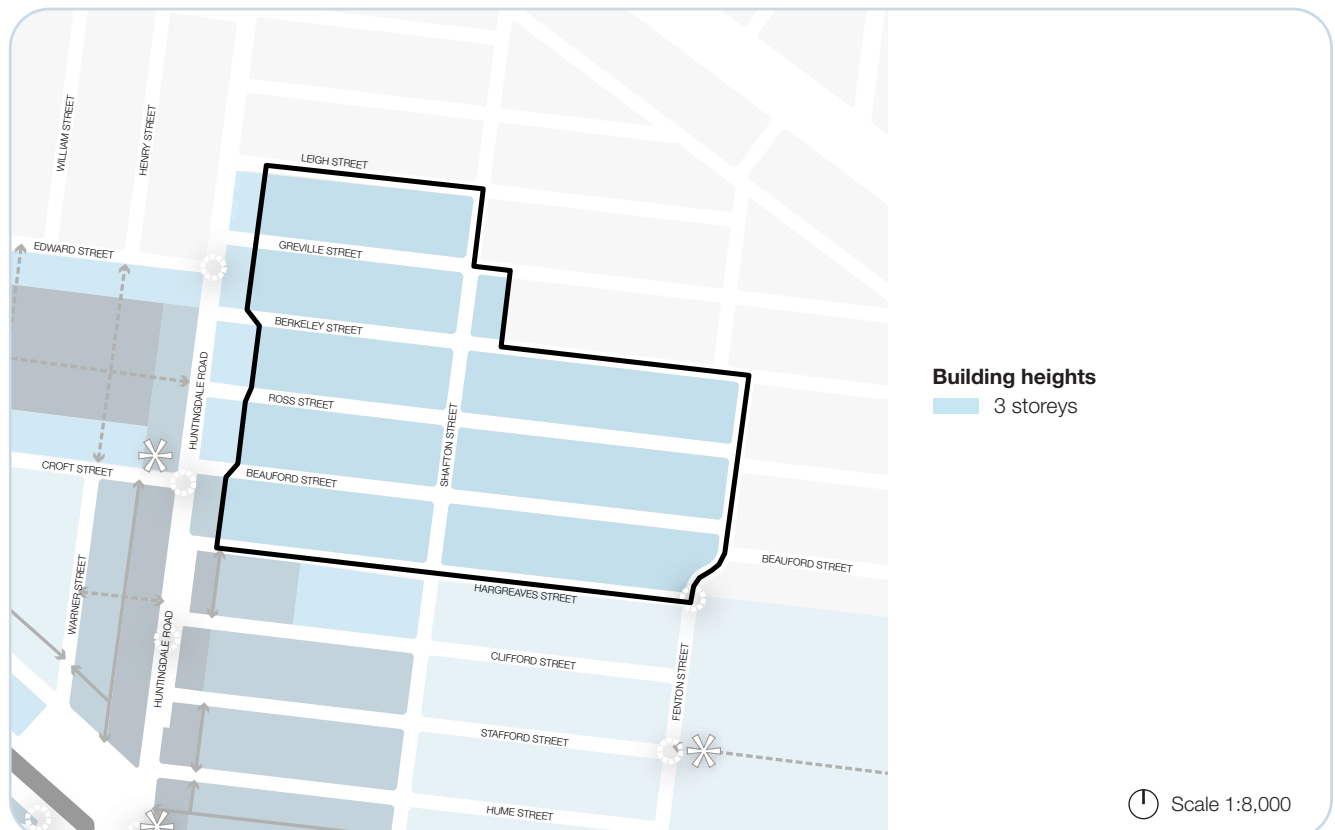 WILLIAM STREET
HENRY STREET
LEIGH STREET
EDWARD STREET
GREVILLE STREET
BERKELEY STREET
HUNTINGDALE ROAD
ROSS STREET
SHAFTON STREET
CROFT STREET
BEAUFORD STREET
BEAUFORD STREET
WARNER STREET
HARGREAVES STREET
HUNTINGDALE ROAD
CLIFFORD STREET
FENTON STREET
STAFFORD STREET
HUME STREET
Building heights
3 storeys
Scale 1:8,000